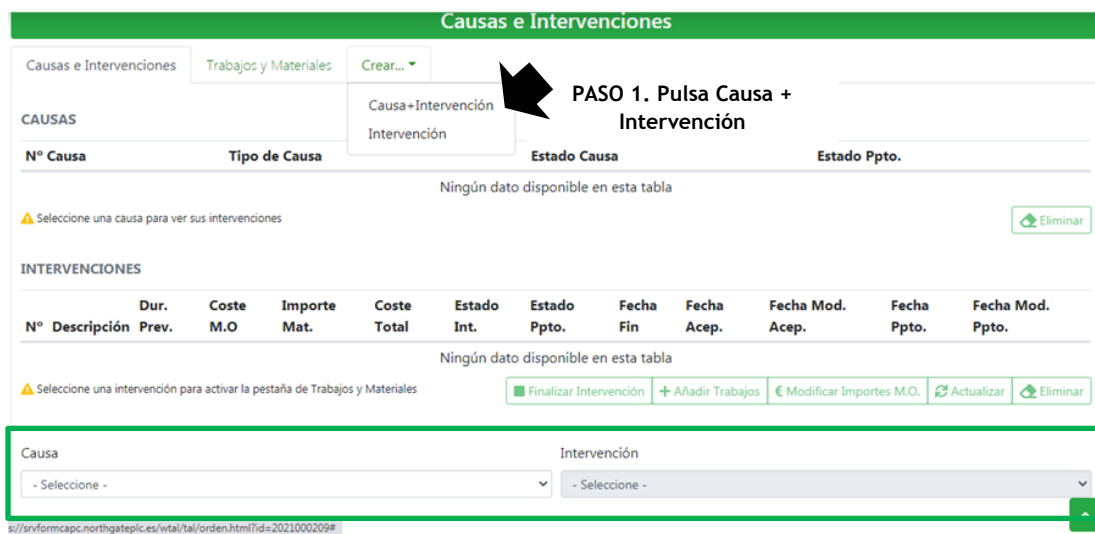 Causas e Intervenciones
Causas e Intervenciones Trabajos y Materiales Crear...
PASO 1. Pulsa Causa +
Intervención
Causa+Intervención
Intervención
CAUSAS
Nº Causa Tipo de Causa Estado Causa Estado Ppto.
Ningún dato disponible en esta tabla
Seleccione una causa para ver sus intervenciones Eliminar
INTERVENCIONES
Dur. Coste Importe Coste Estado Estado Fecha Fecha Fecha Mod. Fecha Fecha Mod.
Nº Descripción Prev. M.O Mat. Total Int. Ppto. Fin Acep. Acep. Ppto. Ppto.
Ningún dato disponible en esta tabla
Seleccione una intervención para activar la pestaña de Trabajos y Materiales Finalizar Intervención + Añadir Trabajos € Modificar Importes M.O. Actualizar Eliminar
Causa Intervención
- Seleccione - - Seleccione -
s://srvformcapc.northgateplc.es/wtal/tal/orden.html?id=2021000209#